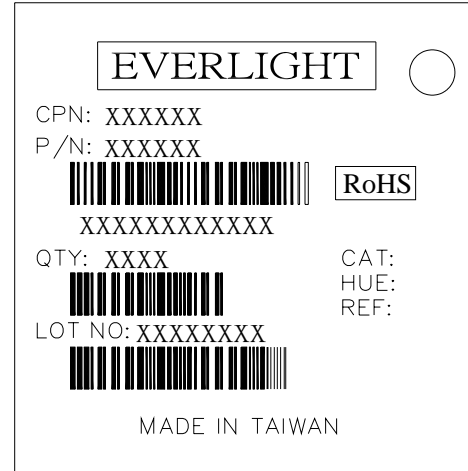 EVERLIGHT
CPN: XXXXXX
P/N: XXXXXX
RoHS
XXXXXXXXXXXX
QTY: XXXX
CAT:
HUE:
REF:
LOT NO: XXXXXXXX
MADE IN TAIWAN